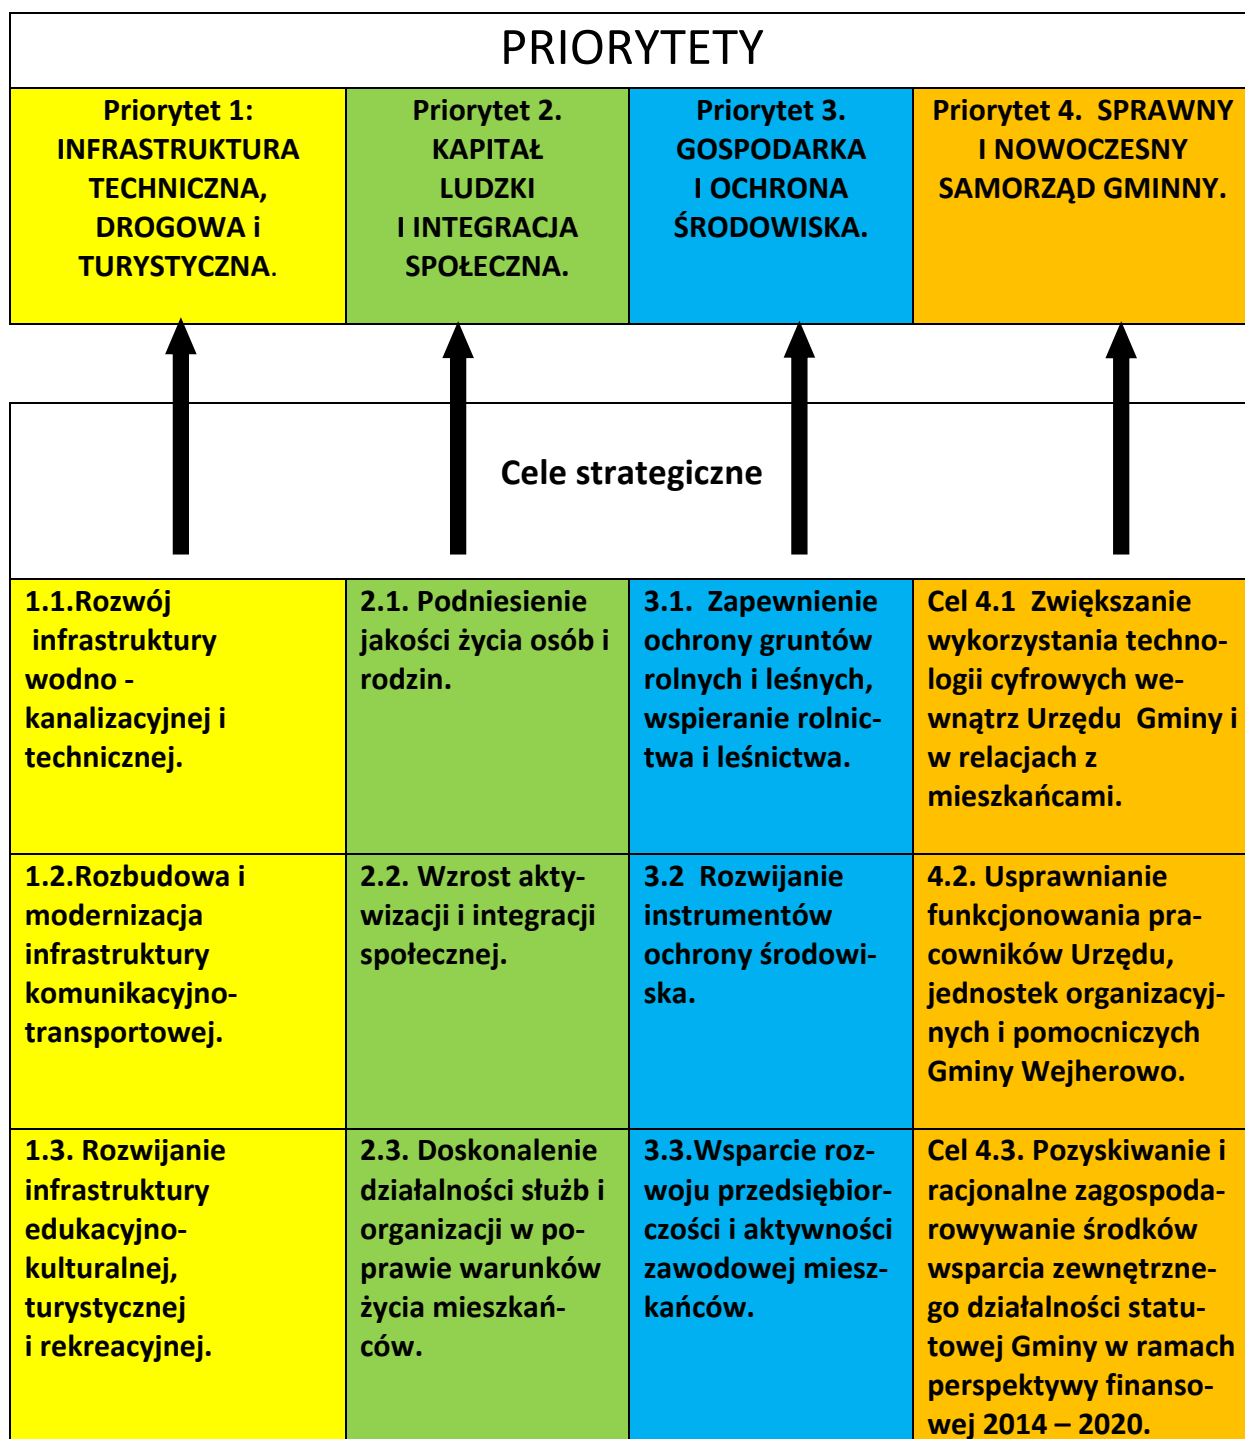 PRIORYTETY
Priorytet 1:
INFRASTRUKTURA
TECHNICZNA,
DROGOWA i
TURYSTYCZNA.
Priorytet 2.
KAPITAŁ
LUDZKI
I INTEGRACJA
SPOŁECZNA.
Priorytet 3.
GOSPODARKA
I OCHRONA
ŚRODOWISKA.
Priorytet 4.  SPRAWNY
I NOWOCZESNY
SAMORZĄD GMINNY.
Cele strategiczne
1.1.Rozwój
infrastruktury
wodno -
kanalizacyjnej i
technicznej.
2.1. Podniesienie
jakości życia osób i
rodzin.
3.1.  Zapewnienie
ochrony gruntów
rolnych i leśnych,
wspieranie rolnic-
twa i leśnictwa.
Cel 4.1  Zwiększanie
wykorzystania techno-
logii cyfrowych we-
wnątrz Urzędu  Gminy i
w relacjach z
mieszkańcami.
1.2.Rozbudowa i
modernizacja
infrastruktury
komunikacyjno-
transportowej.
2.2. Wzrost akty-
wizacji i integracji
społecznej.
3.2  Rozwijanie
instrumentów
ochrony środowi-
ska.
4.2. Usprawnianie
funkcjonowania pra-
cowników Urzędu,
jednostek organizacyj-
nych i pomocniczych
Gminy Wejherowo.
1.3. Rozwijanie
infrastruktury
edukacyjno-
kulturalnej,
turystycznej
i rekreacyjnej.
2.3. Doskonalenie
działalności służb i
organizacji w po-
prawie warunków
życia mieszkań-
ców.
3.3.Wsparcie roz-
woju przedsiębior-
czości i aktywności
zawodowej miesz-
kańców.
Cel 4.3. Pozyskiwanie i
racjonalne zagospoda-
rowywanie środków
wsparcia zewnętrzne-
go działalności statu-
towej Gminy w ramach
perspektywy finanso-
wej 2014 – 2020.